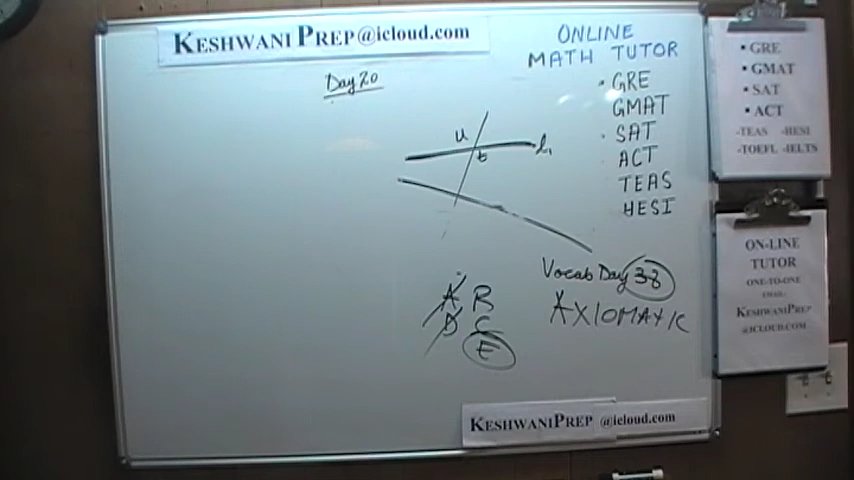 KESHWANI PREP@icloud.com
Day 20
ONLINE
MATH TUTOR
• GRE
GMAT
• SAT
ACT
TEAS
HESI
u
b
l1
Vocab Day 38
AXIOMATIC
A B
D C
E
KESHWANIPREP @icloud.com
• GRE
• GMAT
• SAT
• ACT
-TEAS -HESI
-TOEFL -IELTS
ON-LINE
TUTOR
ONE-TO-ONE
EMAIL:
KESHWANIPREP
@ICLOUD.COM